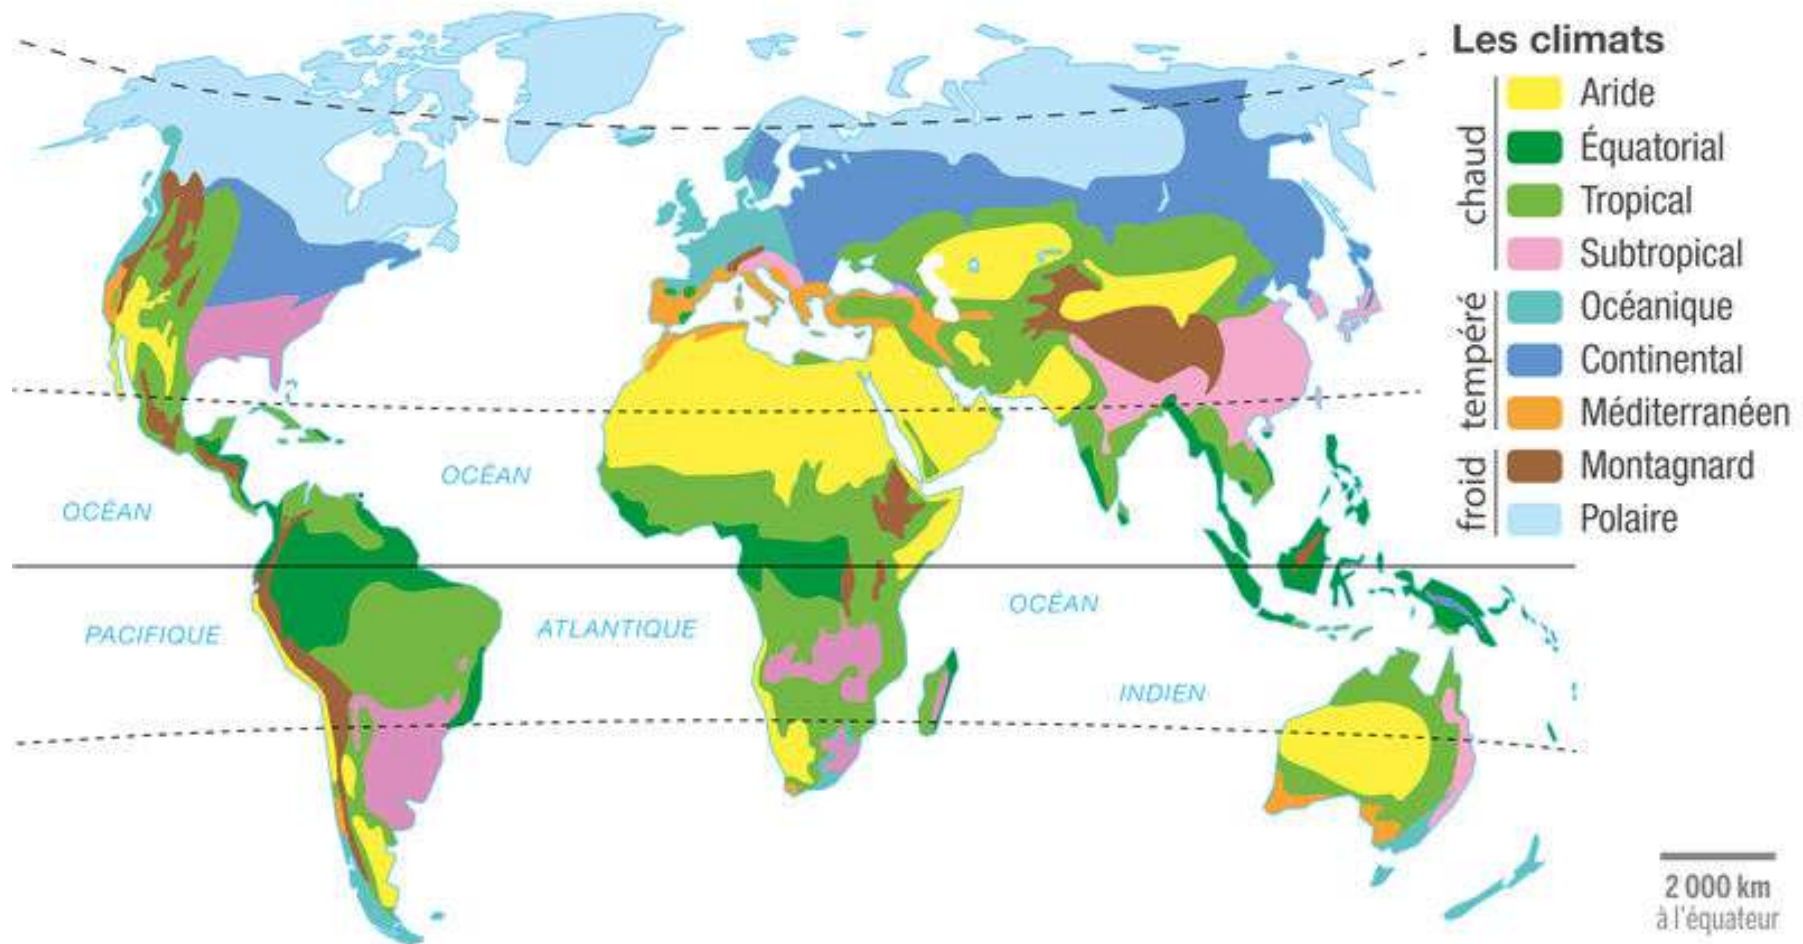 Les climats
chaud
Aride
Équatorial
Tropical
Subtropical
tempéré
Océanique
Continental
Méditerranéen
froid
Montagnard
Polaire
OCÉAN
PACIFIQUE
OCÉAN
ATLANTIQUE
OCÉAN
INDIEN
2 000 km
à l'équateur